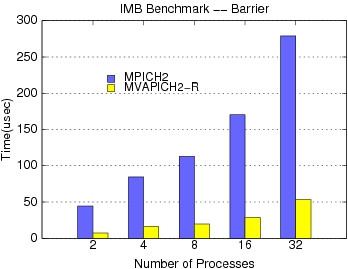 IMB Benchmark -- Barrier
300
250
200
150
100
50
0
Time(usec)
MPICH2
MVAPICH2-R
2 4 8 16 32
Number of Processes